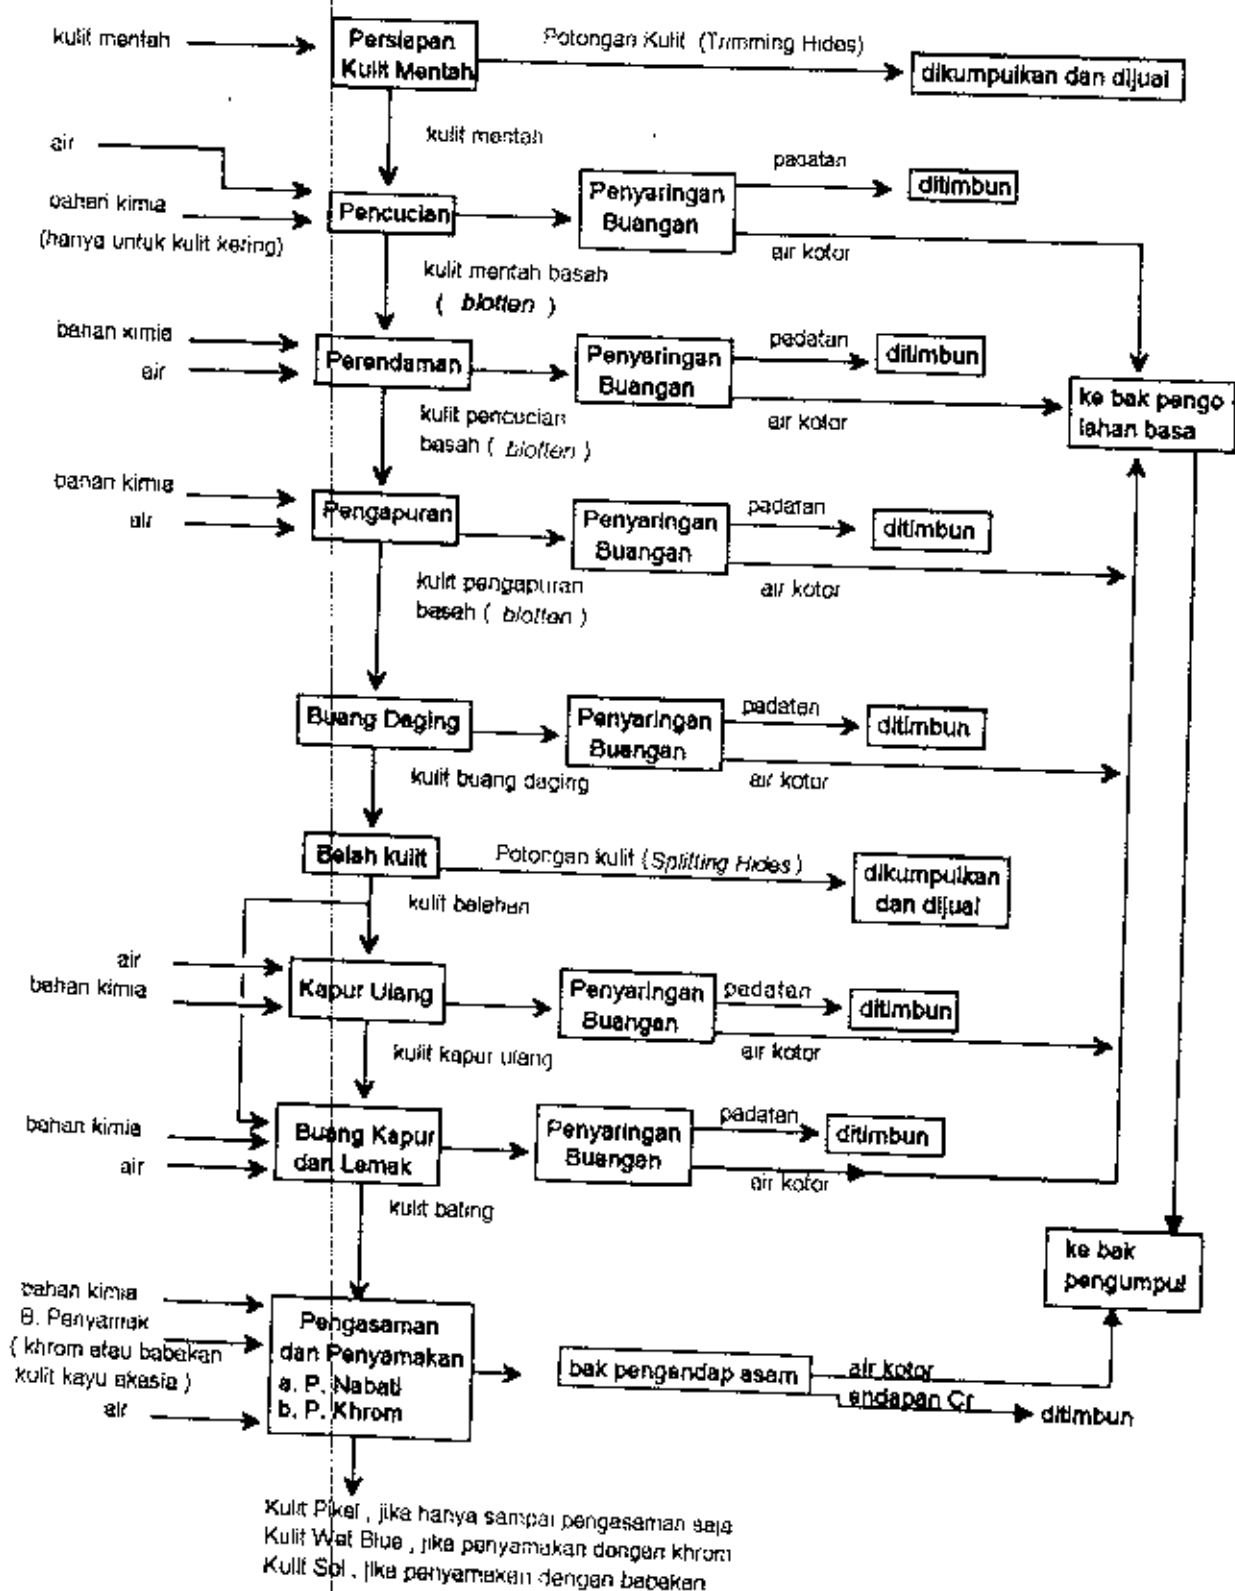 kulit mentah
Persiapan
Kulit Mentah
Potongan Kulit (Trimming Hides)
dikumpulkan dan dijual
kulit mentah
air
bahan kimia
(hanya untuk kulit kering)
Pencucian
Penyaringan
Buangan
padatan
ditimbun
air kotor
kulit mentah basah
( blotten )
bahan kimia
air
Perendaman
Penyaringan
Buangan
padatan
ditimbun
air kotor
ke bak pengo
lahan basa
kulit pencucian
basah ( blotten )
bahan kimia
air
Pengapuran
Penyaringan
Buangan
padatan
ditimbun
air kotor
kulit pengapuran
basah ( blotten )
Buang Daging
Penyaringan
Buangan
padatan
ditimbun
air kotor
kulit buang daging
Belah kulit
Potongan kulit (Splitting Hides)
dikumpulkan
dan dijual
kulit belahan
air
bahan kimia
Kapur Ulang
Penyaringan
Buangan
padatan
ditimbun
air kotor
kulit kapur ulang
bahan kimia
air
Buang Kapur
dan Lemak
Penyaringan
Buangan
padatan
ditimbun
air kotor
kulit bating
ke bak
pengumpul
bahan kimia
B. Penyamak
( khrom atau babakan
kulit kayu akasia )
air
Pengasaman
dan Penyamakan
a. P. Nabati
b. P. Khrom
bak pengendap asam
air kotor
endapan Cr
ditimbun
Kulit Pikel , jika hanya sampai pengasaman saja
Kulit Wet Blue , jika penyamakan dengan khrom
Kulit Sol , jika penyamakan dengan babakan